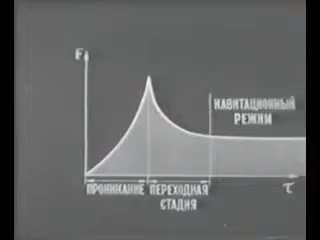 F
КАВИТАЦИОННЫЙ
РЕЖИМ
ПРОНИКАНИЕ
ПЕРЕХОДНАЯ
СТАДИЯ
τ